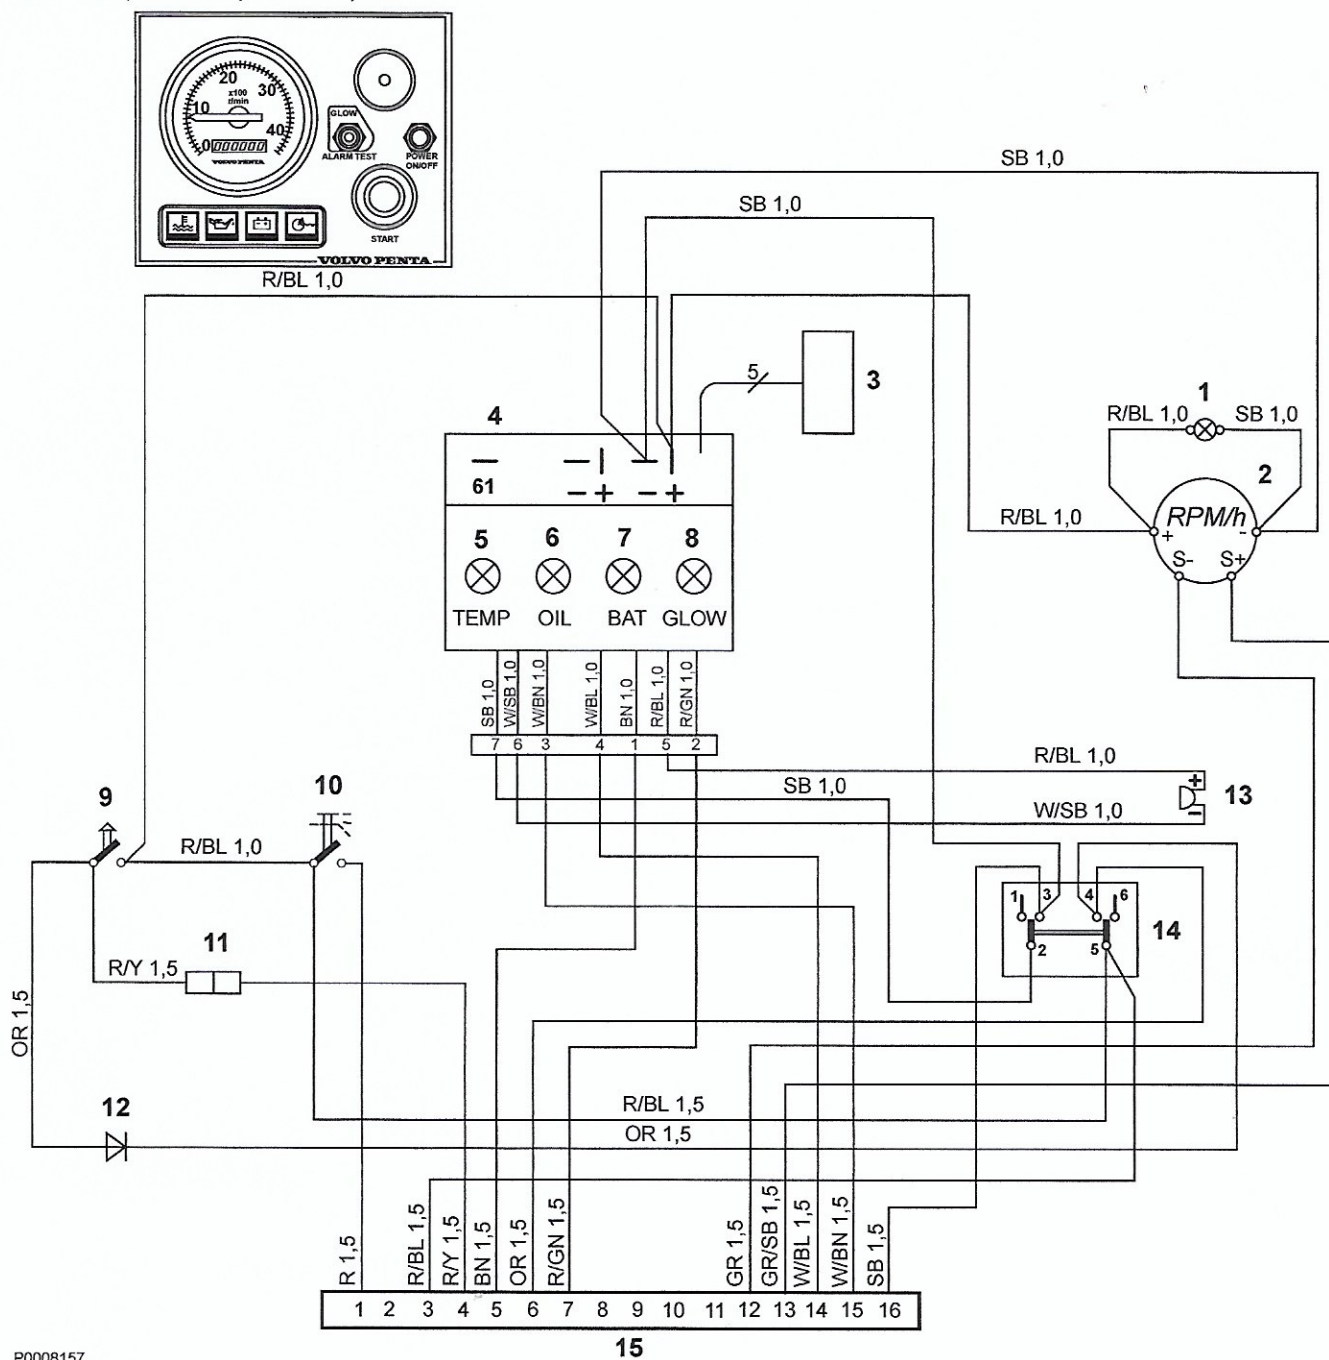 20
x100
r/min
30
10
40
0
000000
VOLVO PENTA
GLOW
ALARM TEST
POWER
ON/OFF
START
VOLVO PENTA
SB 1,0
SB 1,0
R/BL 1,0
5
3
1
4
R/BL 1,0
SB 1,0
2
61
- + - +
R/BL 1,0
RPM/h
+ -
S- S+
5 6 7 8
TEMP OIL BAT GLOW
SB 1,0
W/SB 1,0
W/BN 1,0
W/BL 1,0
BN 1,0
R/BL 1,0
R/GN 1,0
7 6 3 4 1 5 2
R/BL 1,0
SB 1,0
+
13
W/SB 1,0
-
9
10
R/BL 1,0
1 3 4 6
14
2 5
11
R/Y 1,5
OR 1,5
12
R/BL 1,5
OR 1,5
R 1,5
R/BL 1,5
R/Y 1,5
BN 1,5
OR 1,5
R/GN 1,5
GR 1,5
GR/SB 1,5
W/BL 1,5
W/BN 1,5
SB 1,5
1 2 3 4 5 6 7 8 9 10 11 12 13 14 15 16
15
P0008157